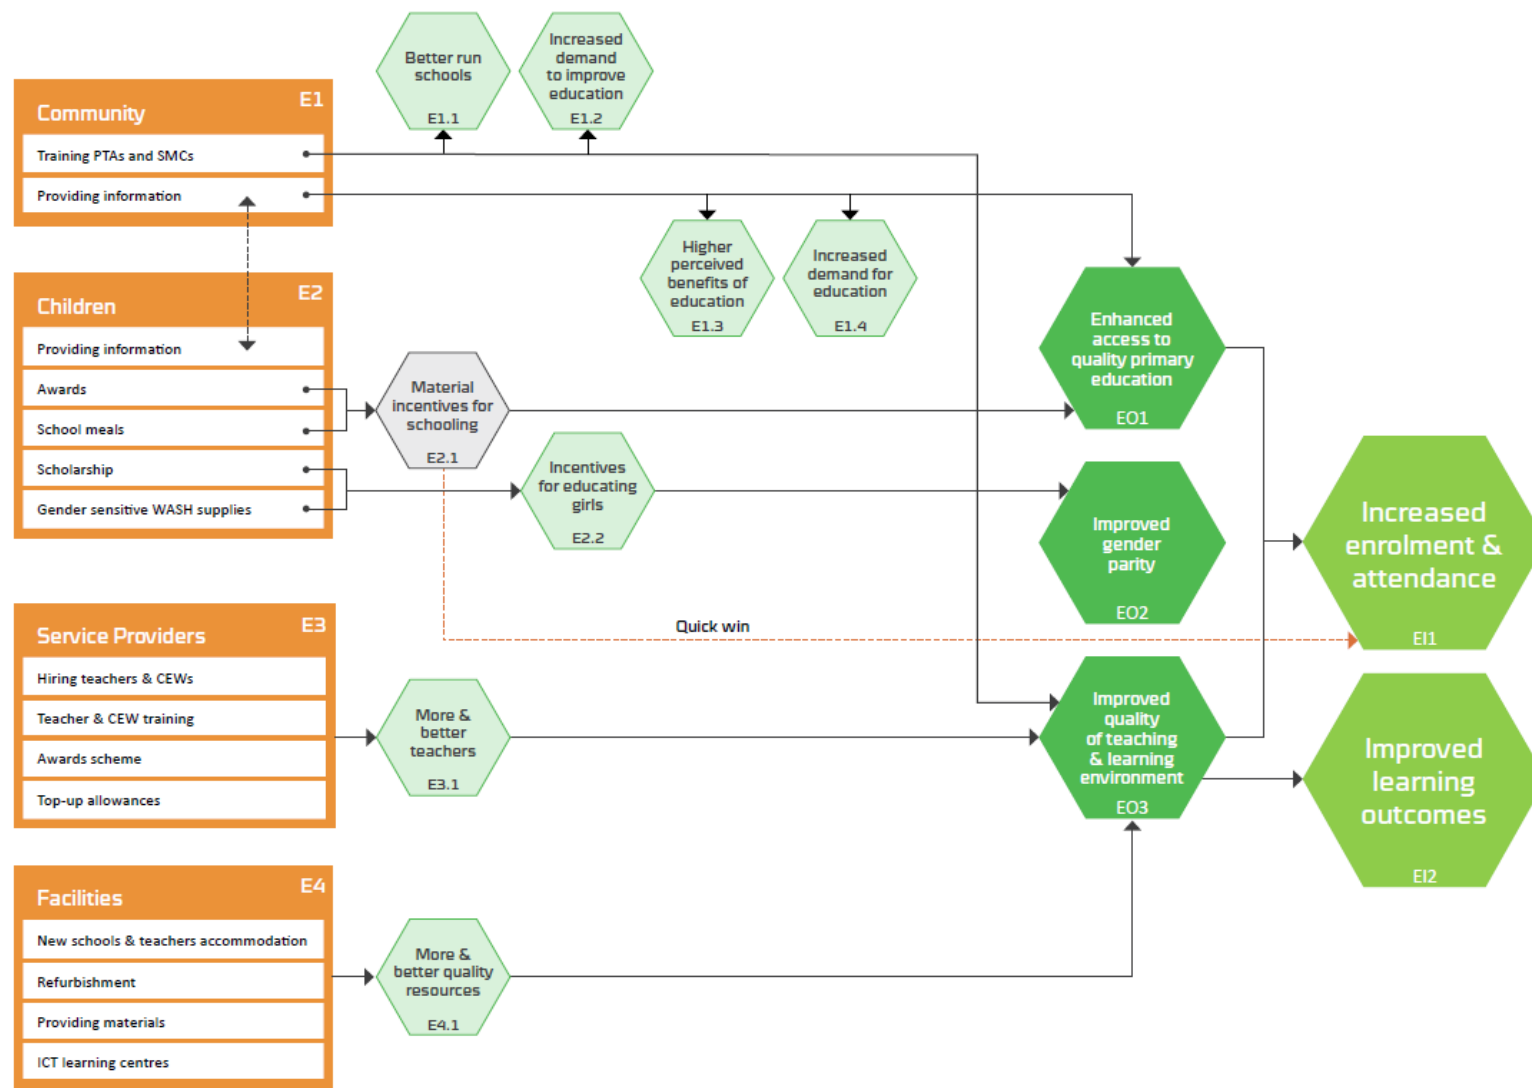 Better run
schools
E1.1
Increased
demand
to improve
education
E1.2
E1
Community
Training PTAs and SMCs
Providing information
Higher
perceived
benefits of
education
E1.3
Increased
demand for
education
E1.4
E2
Children
Providing information
Awards
School meals
Scholarship
Gender sensitive WASH supplies
Material
incentives for
schooling
E2.1
Incentives
for educating
girls
E2.2
Enhanced
access to
quality primary
education
EO1
Improved
gender
parity
EO2
Increased
enrolment &
attendance
EI1
Quick win
E3
Service Providers
Hiring teachers & CEWs
Teacher & CEW training
Awards scheme
Top-up allowances
More &
better
teachers
E3.1
Improved
quality
of teaching
& learning
environment
EO3
Improved
learning
outcomes
EI2
E4
Facilities
New schools & teachers accommodation
Refurbishment
Providing materials
ICT learning centres
More &
better quality
resources
E4.1